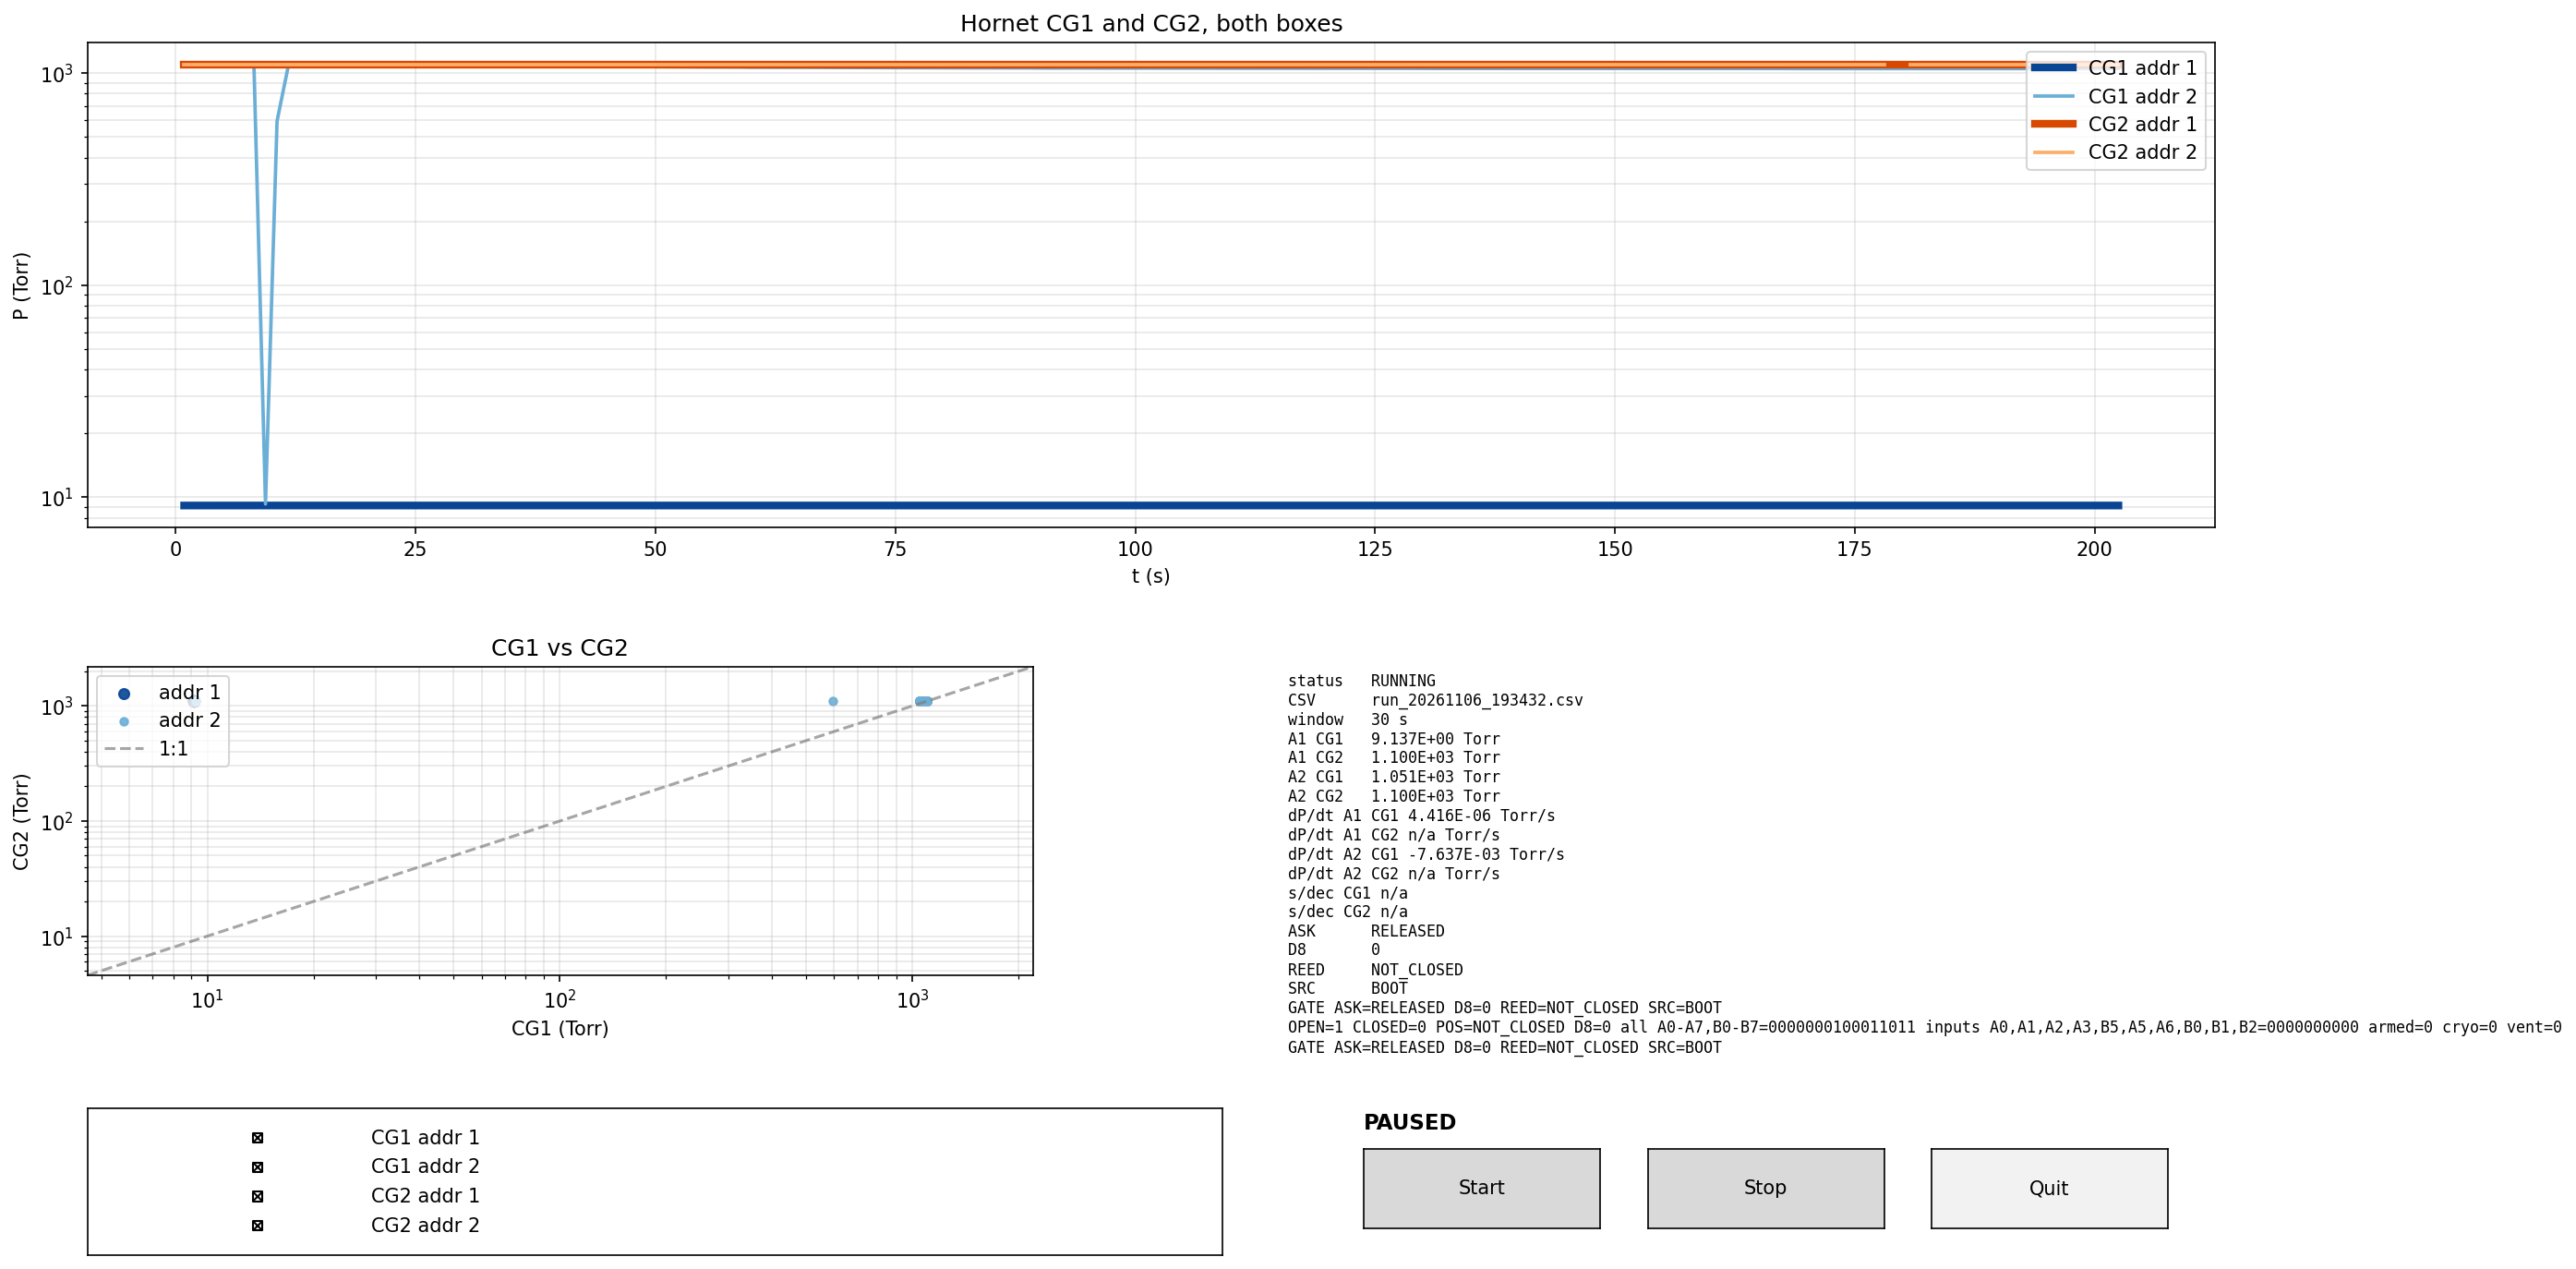 Hornet CG1 and CG2, both boxes
P (Torr)
10³
10²
10¹
CG1 addr 1
CG1 addr 2
CG2 addr 1
CG2 addr 2
0 25 50 75 100 125 150 175 200
t (s)
CG1 vs CG2
CG2 (Torr)
10³
10²
10¹
addr 1
addr 2
1:1
10¹ 10² 10³
CG1 (Torr)
status RUNNING
CSV run_20261106_193432.csv
window 30 s
A1 CG1 9.137E+00 Torr
A1 CG2 1.100E+03 Torr
A2 CG1 1.051E+03 Torr
A2 CG2 1.100E+03 Torr
dP/dt A1 CG1 4.416E-06 Torr/s
dP/dt A1 CG2 n/a Torr/s
dP/dt A2 CG1 -7.637E-03 Torr/s
dP/dt A2 CG2 n/a Torr/s
s/dec CG1 n/a
s/dec CG2 n/a
ASK RELEASED
D8 0
REED NOT_CLOSED
SRC BOOT
GATE ASK=RELEASED D8=0 REED=NOT_CLOSED SRC=BOOT
OPEN=1 CLOSED=0 POS=NOT_CLOSED D8=0 all A0-A7,B0-B7=0000000100011011 inputs A0,A1,A2,A3,B5,A5,A6,B0,B1,B2=0000000000 armed=0 cryo=0 vent=0
GATE ASK=RELEASED D8=0 REED=NOT_CLOSED SRC=BOOT
CG1 addr 1
CG1 addr 2
CG2 addr 1
CG2 addr 2
PAUSED
Start
Stop
Quit